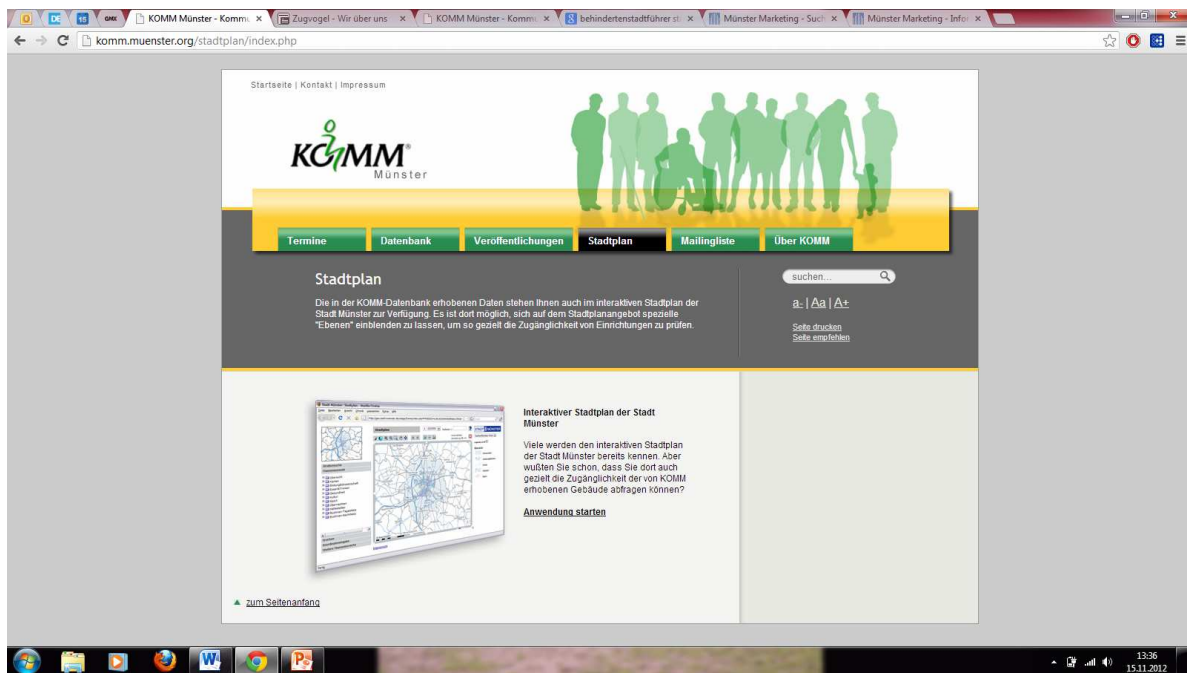 DE
15
GMX
KOMM Münster - Kommu
Zugvogel - Wir über uns
KOMM Münster - Kommu
behindertenstadtführer st
Münster Marketing - Such
Münster Marketing - Infor
komm.muenster.org/stadtplan/index.php
Startseite | Kontakt | Impressum
KOMM®
Münster
Termine
Datenbank
Veröffentlichungen
Stadtplan
Mailingliste
Über KOMM
Stadtplan
Die in der KOMM-Datenbank erhobenen Daten stehen Ihnen auch im interaktiven Stadtplan der
Stadt Münster zur Verfügung. Es ist dort möglich, sich auf dem Stadtplanangebot spezielle
"Ebenen" einblenden zu lassen, um so gezielt die Zugänglichkeit von Einrichtungen zu prüfen.
suchen...
a- | Aa | A+
Seite drucken
Seite empfehlen
Interaktiver Stadtplan der Stadt
Münster
Viele werden den interaktiven Stadtplan
der Stadt Münster bereits kennen. Aber
wußten Sie schon, dass Sie dort auch
gezielt die Zugänglichkeit der von KOMM
erhobenen Gebäude abfragen können?
Anwendung starten
zum Seitenanfang
13:36
15.11.2012